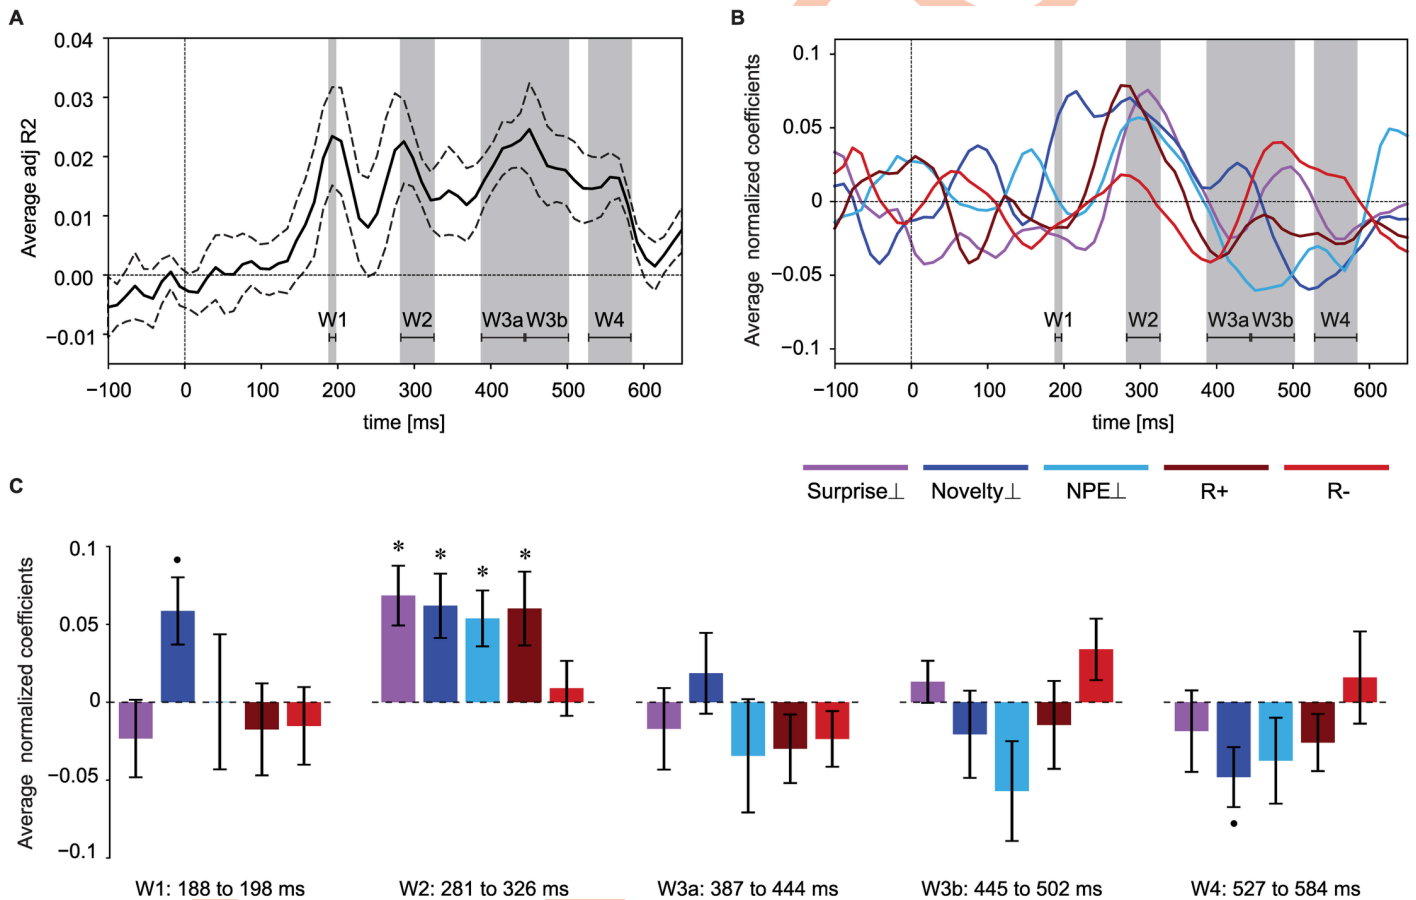 A
B
0.04
0.03
0.02
0.01
0.00
−0.01
Average adj R2
W1
W2
W3a
W3b
W4
−100
0
100
200
300
400
500
600
time [ms]
0.1
0.05
0
−0.05
−0.1
Average normalized coefficients
W1
W2
W3a
W3b
W4
−100
0
100
200
300
400
500
600
time [ms]
Surprise⊥
Novelty⊥
NPE⊥
R+
R-
C
0.1
0.05
0
−0.05
−0.1
Average normalized coefficients
•
*
*
*
*
•
W1: 188 to 198 ms
W2: 281 to 326 ms
W3a: 387 to 444 ms
W3b: 445 to 502 ms
W4: 527 to 584 ms